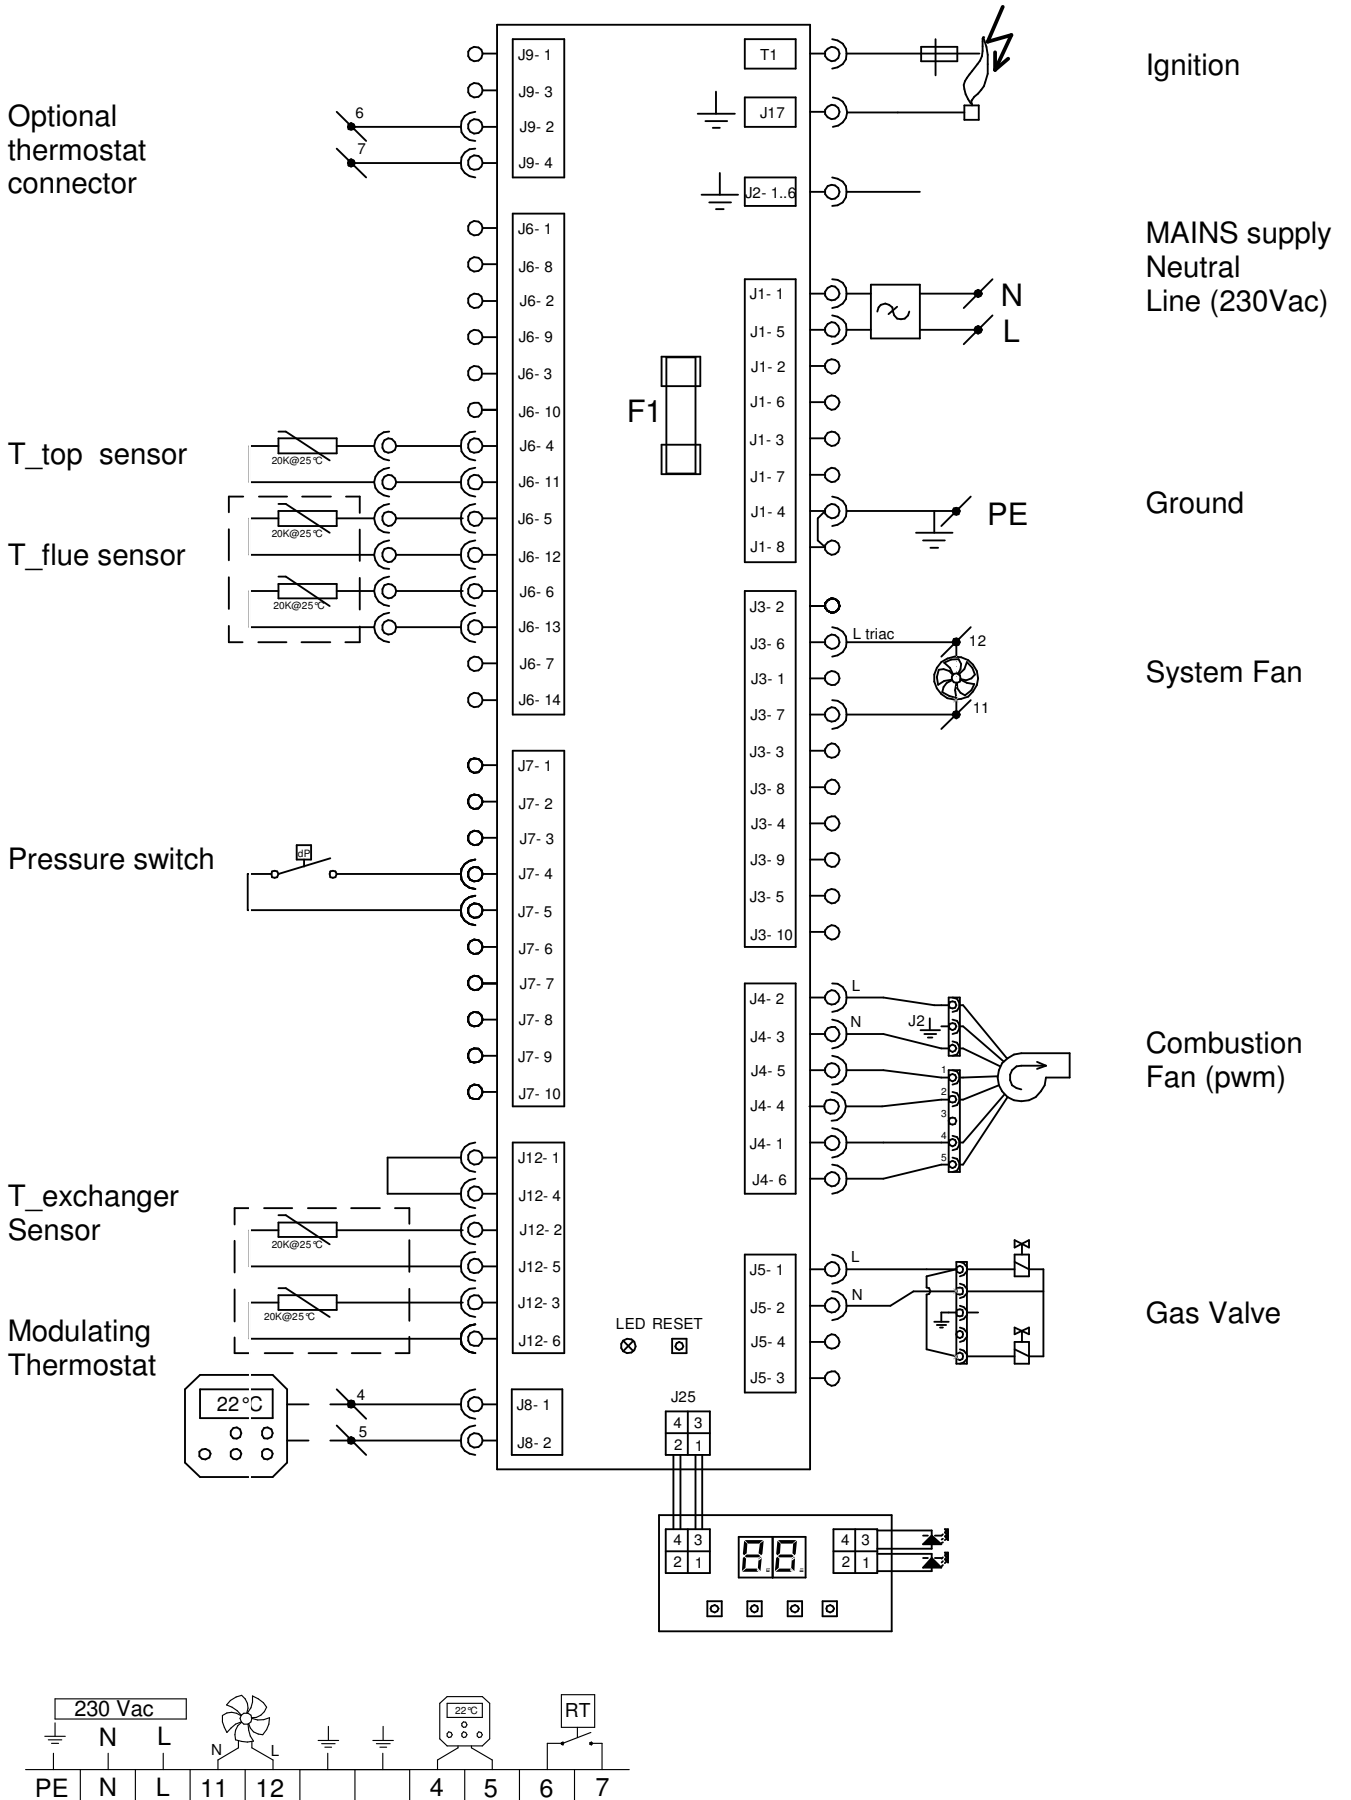 Optional
thermostat
connector
6
7
J9- 1
J9- 3
J9- 2
J9- 4
J6- 1
J6- 8
J6- 2
J6- 9
J6- 3
J6- 10
J6- 4
J6- 11
J6- 5
J6- 12
J6- 6
J6- 13
J6- 7
J6- 14
T_top sensor
20K@25°C
T_flue sensor
20K@25°C
20K@25°C
J7- 1
J7- 2
J7- 3
J7- 4
J7- 5
J7- 6
J7- 7
J7- 8
J7- 9
J7- 10
Pressure switch
dP
J12- 1
J12- 4
J12- 2
J12- 5
J12- 3
J12- 6
T_exchanger
Sensor
20K@25°C
20K@25°C
Modulating
Thermostat
22°C
4
5
J8- 1
J8- 2
F1
LED RESET
J25
4 3
2 1
T1
J17
J2- 1..6
Ignition
MAINS supply
Neutral
Line (230Vac)
J1- 1
J1- 5
J1- 2
J1- 6
J1- 3
J1- 7
J1- 4
J1- 8
N
L
PE
Ground
J3- 2
J3- 6
J3- 1
J3- 7
J3- 3
J3- 8
J3- 4
J3- 9
J3- 5
J3- 10
L triac
12
11
System Fan
J4- 2
J4- 3
J4- 5
J4- 4
J4- 1
J4- 6
L
N
J2
1
2
3
4
5
Combustion
Fan (pwm)
J5- 1
J5- 2
J5- 4
J5- 3
L
N
Gas Valve
4 3
2 1
88
4 3
2 1
230 Vac
N L
N L
22°C
RT
PE N L 11 12 4 5 6 7